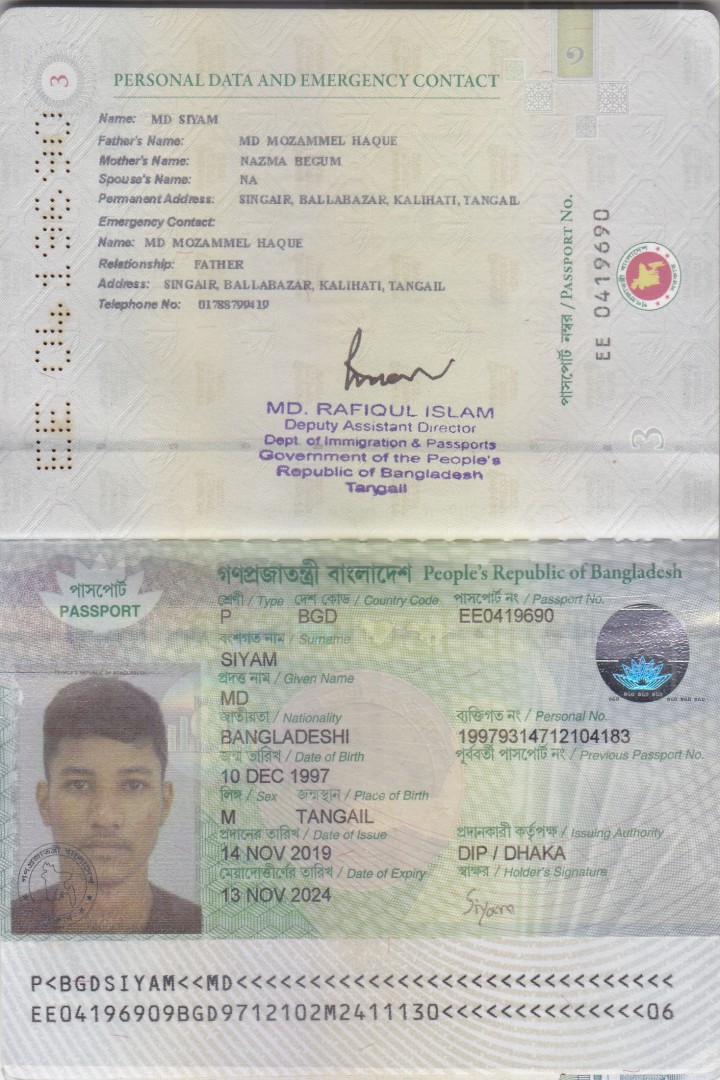 3
PERSONAL DATA AND EMERGENCY CONTACT
Name: MD SIYAM
Father's Name: MD MOZAMMEL HAQUE
Mother's Name: NAZMA BEGUM
Spouse's Name: NA
Permanent Address: SINGAIR, BALLABAZAR, KALIHATI, TANGAIL
Emergency Contact:
Name: MD MOZAMMEL HAQUE
Relationship: FATHER
Address: SINGAIR, BALLABAZAR, KALIHATI, TANGAIL
Telephone No: 01788799419
পাসপোর্ট নম্বর / PASSPORT No.
EE 0419690
3
MD. RAFIQUL ISLAM
Deputy Assistant Director
Dept. of Immigration & Passports
Government of the People's
Republic of Bangladesh
Tangail
পাসপোর্ট
PASSPORT
গণপ্রজাতন্ত্রী বাংলাদেশ People's Republic of Bangladesh
শ্রেণী / Type দেশ কোড / Country Code পাসপোর্ট নং / Passport No.
P BGD EE0419690
বংশগত নাম / Surname
SIYAM
প্রদত্ত নাম / Given Name
MD
জাতীয়তা / Nationality ব্যক্তিগত নং / Personal No.
BANGLADESHI 19979314712104183
জন্ম তারিখ / Date of Birth পূর্ববর্তী পাসপোর্ট নং / Previous Passport No.
10 DEC 1997
লিঙ্গ / Sex জন্মস্থান / Place of Birth
M TANGAIL
প্রদানের তারিখ / Date of Issue প্রদানকারী কর্তৃপক্ষ / Issuing Authority
14 NOV 2019 DIP / DHAKA
মেয়াদোত্তীর্ণের তারিখ / Date of Expiry স্বাক্ষর / Holder's Signature
13 NOV 2024 Siyam
P<BGDSIYAM<<MD<<<<<<<<<<<<<<<<<<<<<<<<<<<<<<
EE04196909BGD9712102M2411130<<<<<<<<<<<<<<06